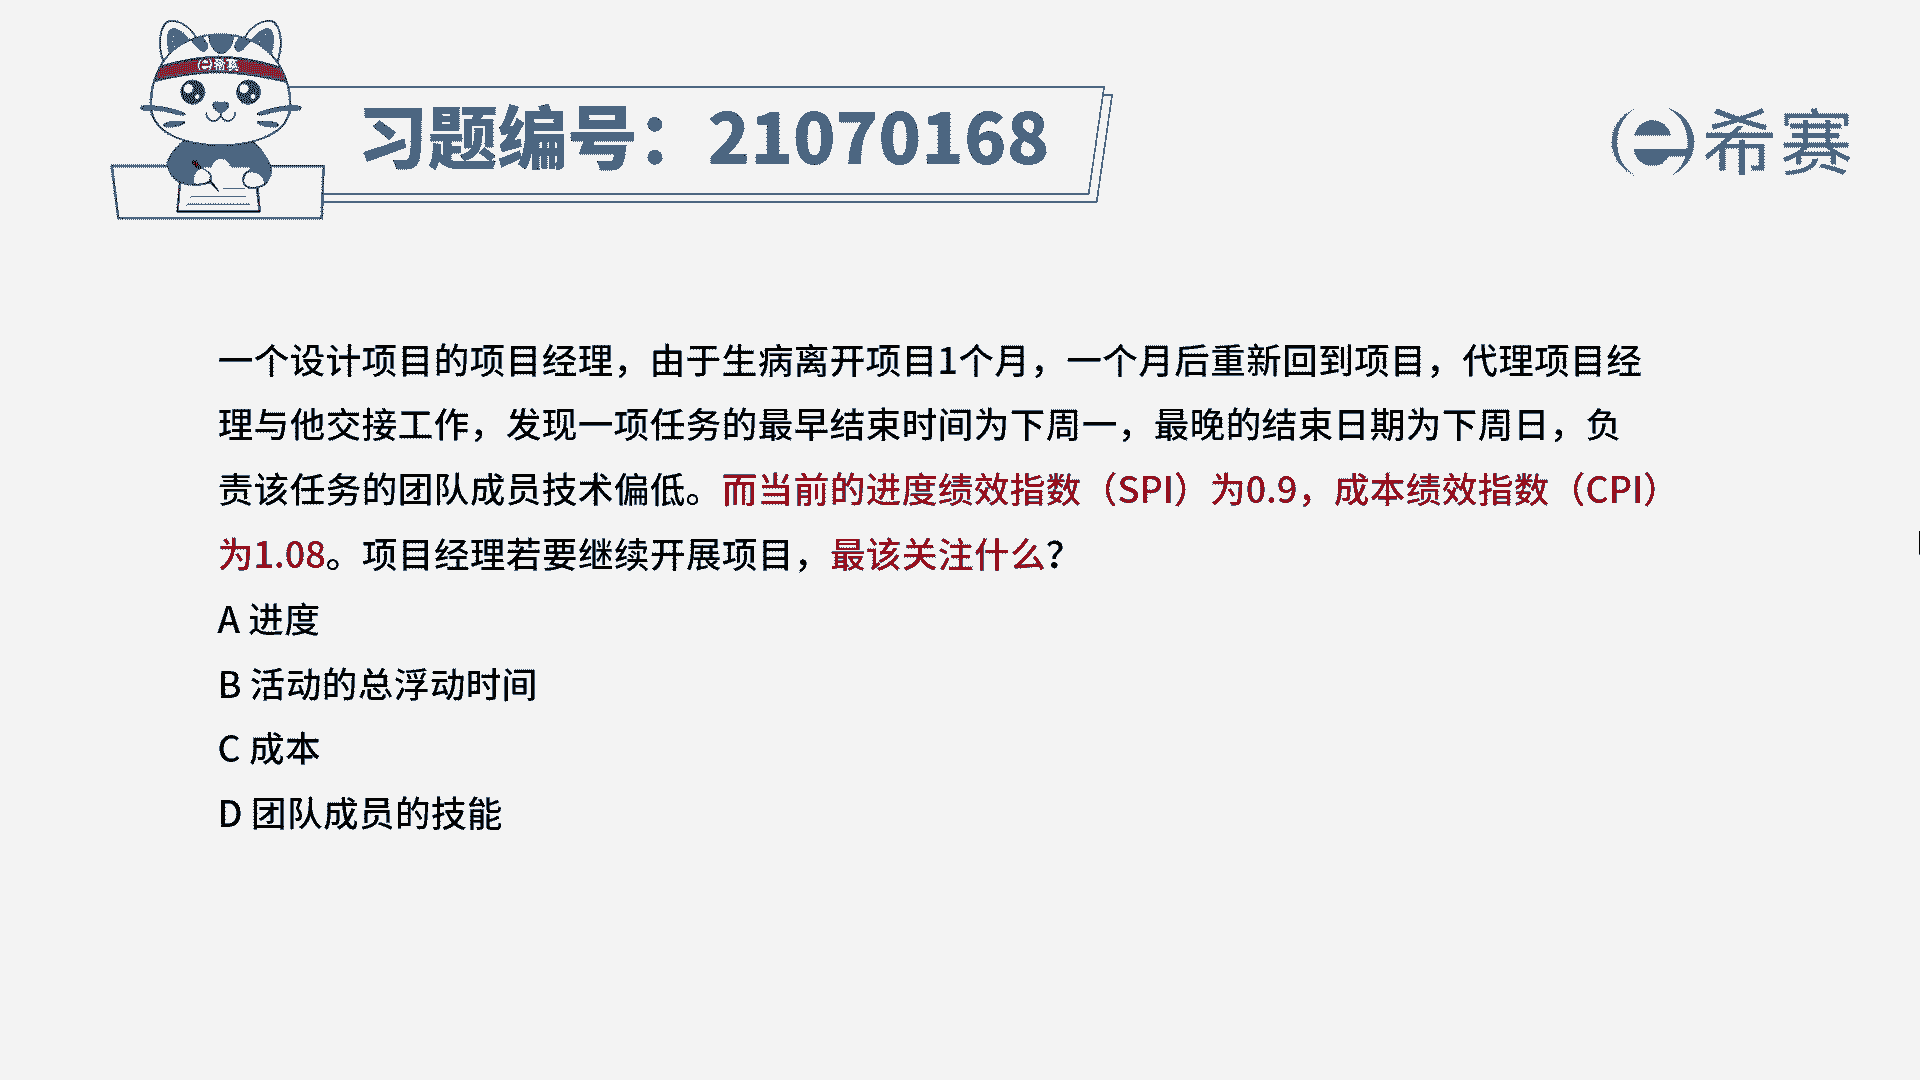 e希赛
习题编号：21070168
e希赛
一个设计项目的项目经理，由于生病离开项目1个月，一个月后重新回到项目，代理项目经
理与他交接工作，发现一项任务的最早结束时间为下周一，最晚的结束日期为下周日，负
责该任务的团队成员技术偏低。而当前的进度绩效指数（SPI）为0.9，成本绩效指数（CPI）
为1.08。项目经理若要继续开展项目，最该关注什么？
A 进度
B 活动的总浮动时间
C 成本
D 团队成员的技能